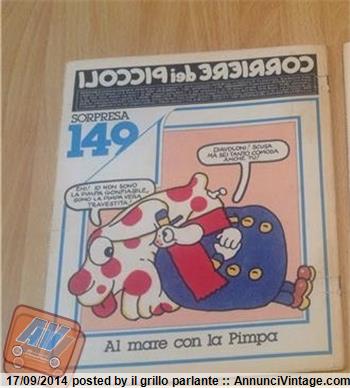 CORRIERE dei PICCOLI
SORPRESA
149
DIAVOLONI! SCUSA
MA SEI TANTO COMODA
ANCHE TU!
EHI! IO NON SONO
LA PIMPA GONFIABILE,
SONO LA PIMPA VERA
TRAVESTITA!
Al mare con la Pimpa
AV
17/09/2014 posted by il grillo parlante :: AnnunciVintage.com